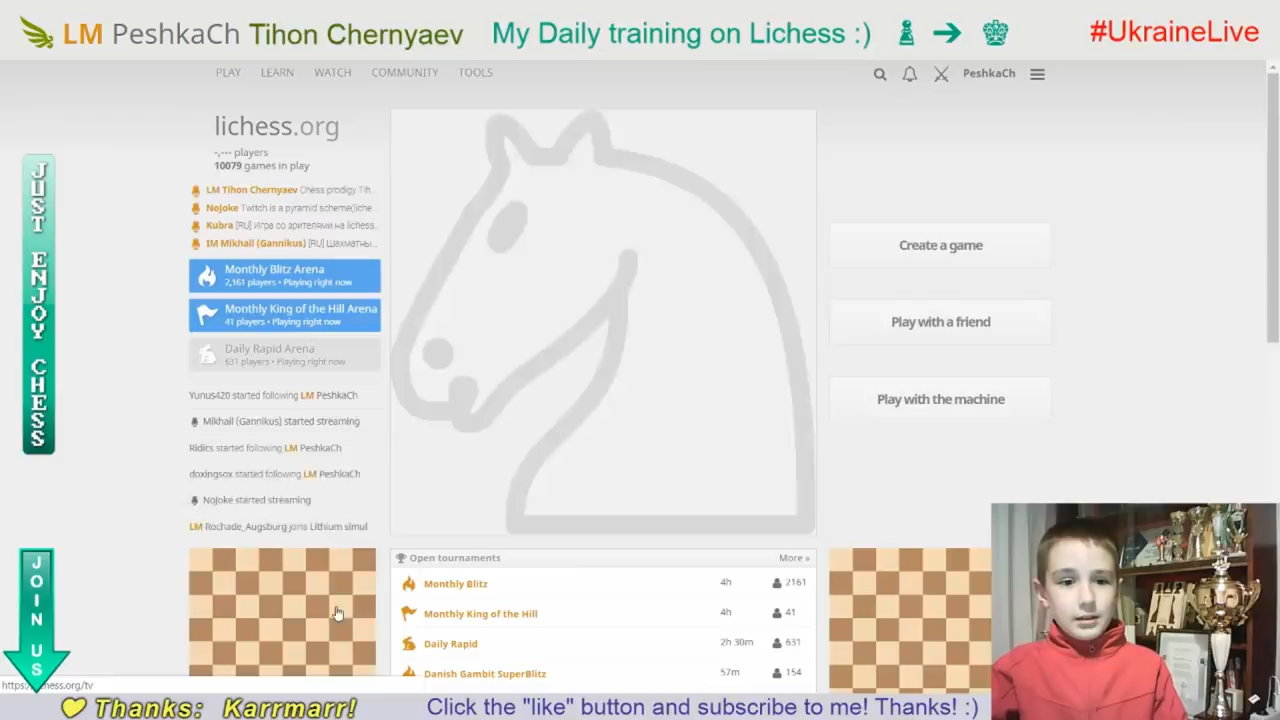 LM PeshkaCh Tihon Chernyaev
My Daily training on Lichess :)
#UkraineLive
PLAY LEARN WATCH COMMUNITY TOOLS
PeshkaCh
lichess.org
-,--- players
10079 games in play
LM Tihon Chernyaev Chess prodigy Tih...
NoJoke Twitch is a pyramid scheme(liche...
Kubra [RU] Игра со зрителями на lichess...
IM Mikhail (Gannikus) [RU] Шахматны...
Monthly Blitz Arena
2,161 players • Playing right now
Monthly King of the Hill Arena
41 players • Playing right now
Daily Rapid Arena
631 players • Playing right now
Yunus420 started following LM PeshkaCh
Mikhail (Gannikus) started streaming
Ridics started following LM PeshkaCh
doxingsox started following LM PeshkaCh
NoJoke started streaming
LM Rochade_Augsburg joins Lithium simul
Create a game
Play with a friend
Play with the machine
Open tournaments More »
Monthly Blitz 4h 2161
Monthly King of the Hill 4h 41
Daily Rapid 2h 30m 631
Danish Gambit SuperBlitz 57m 154
JUST ENJOY CHESS
JOIN US
Thanks: Karrmarr!
Click the "like" button and subscribe to me! Thanks! :)